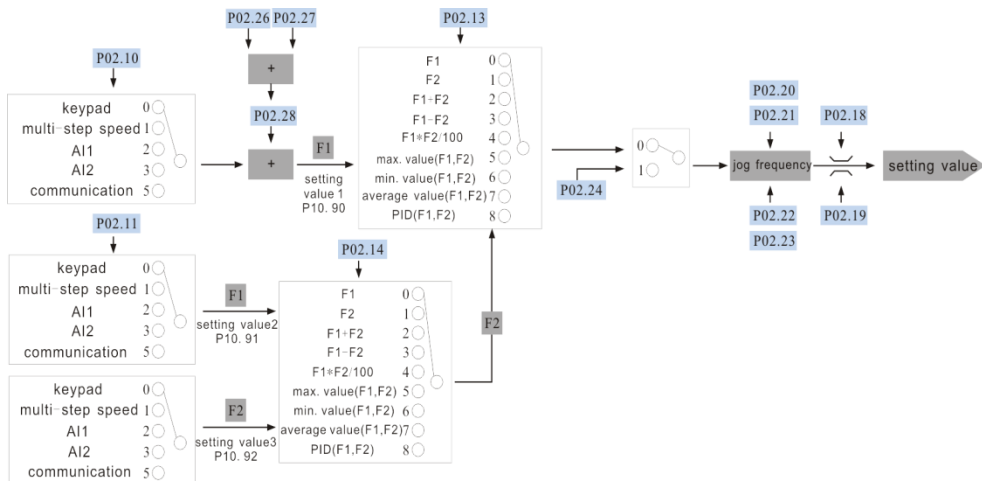 P02.26 P02.27
P02.13
P02.10
+
P02.28
+
keypad 0
multi-step speed 1
AI1 2
AI2 3
communication 5
F1
setting
value 1
P10. 90
F1 0
F2 1
F1+F2 2
F1-F2 3
F1*F2/100 4
max. value(F1,F2) 5
min. value(F1,F2) 6
average value(F1,F2) 7
PID(F1,F2) 8
0
1
P02.24
P02.20
P02.21
P02.18
jog frequency
setting value
P02.22
P02.23
P02.19
P02.11
keypad 0
multi-step speed 1
AI1 2
AI2 3
communication 5
F1
setting value2
P10. 91
P02.14
F1 0
F2 1
F1+F2 2
F1-F2 3
F1*F2/100 4
max. value(F1,F2) 5
min. value(F1,F2) 6
average value(F1,F2)7
PID(F1,F2) 8
F2
keypad 0
multi-step speed 1
AI1 2
AI2 3
communication 5
F2
setting value3
P10. 92